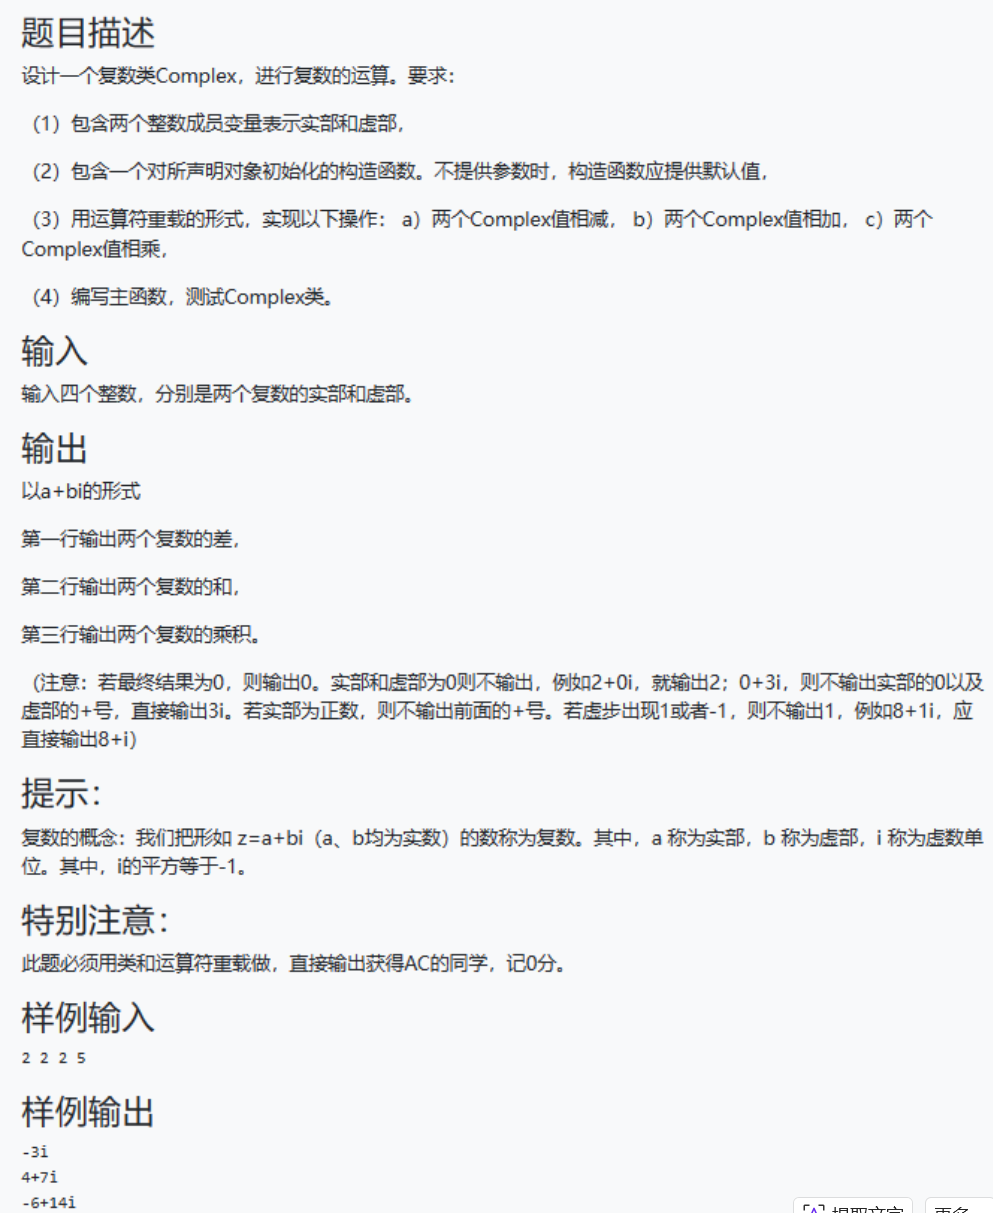 题目描述
设计一个复数类Complex，进行复数的运算。要求：
（1）包含两个整数成员变量表示实部和虚部，
（2）包含一个对所声明对象初始化的构造函数。不提供参数时，构造函数应提供默认值，
（3）用运算符重载的形式，实现以下操作： a）两个Complex值相减， b）两个Complex值相加， c）两个
Complex值相乘，
（4）编写主函数，测试Complex类。
输入
输入四个整数，分别是两个复数的实部和虚部。
输出
以a+bi的形式
第一行输出两个复数的差，
第二行输出两个复数的和，
第三行输出两个复数的乘积。
（注意：若最终结果为0，则输出0。实部和虚部为0则不输出，例如2+0i，就输出2；0+3i，则不输出实部的0以及
虚部的+号，直接输出3i。若实部为正数，则不输出前面的+号。若虚步出现1或者-1，则不输出1，例如8+1i，应
直接输出8+i）
提示：
复数的概念：我们把形如 z=a+bi（a、b均为实数）的数称为复数。其中，a 称为实部，b 称为虚部，i 称为虚数单
位。其中，i的平方等于-1。
特别注意：
此题必须用类和运算符重载做，直接输出获得AC的同学，记0分。
样例输入
2 2 2 5
样例输出
-3i
4+7i
-6+14i